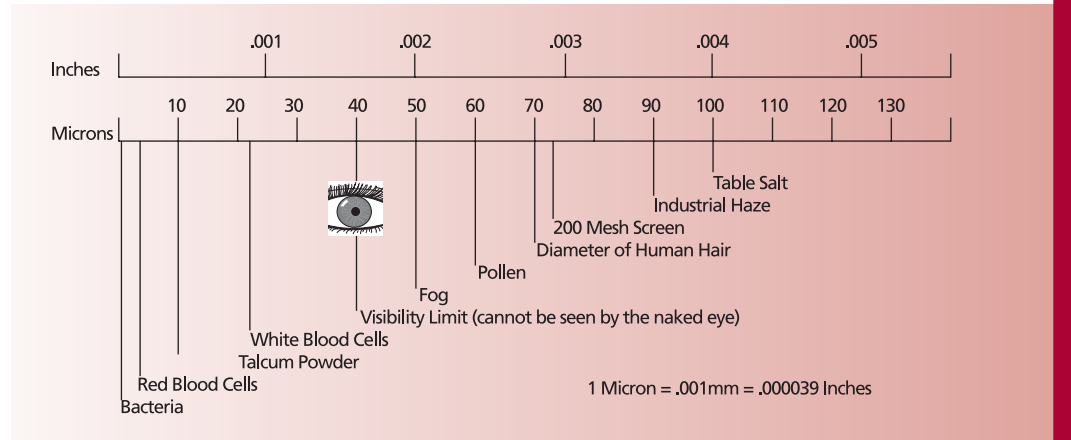 .001 .002 .003 .004 .005
Inches
10 20 30 40 50 60 70 80 90 100 110 120 130
Microns
Table Salt
Industrial Haze
200 Mesh Screen
Diameter of Human Hair
Pollen
Fog
Visibility Limit (cannot be seen by the naked eye)
White Blood Cells
Talcum Powder
Red Blood Cells
1 Micron = .001mm = .000039 Inches
Bacteria